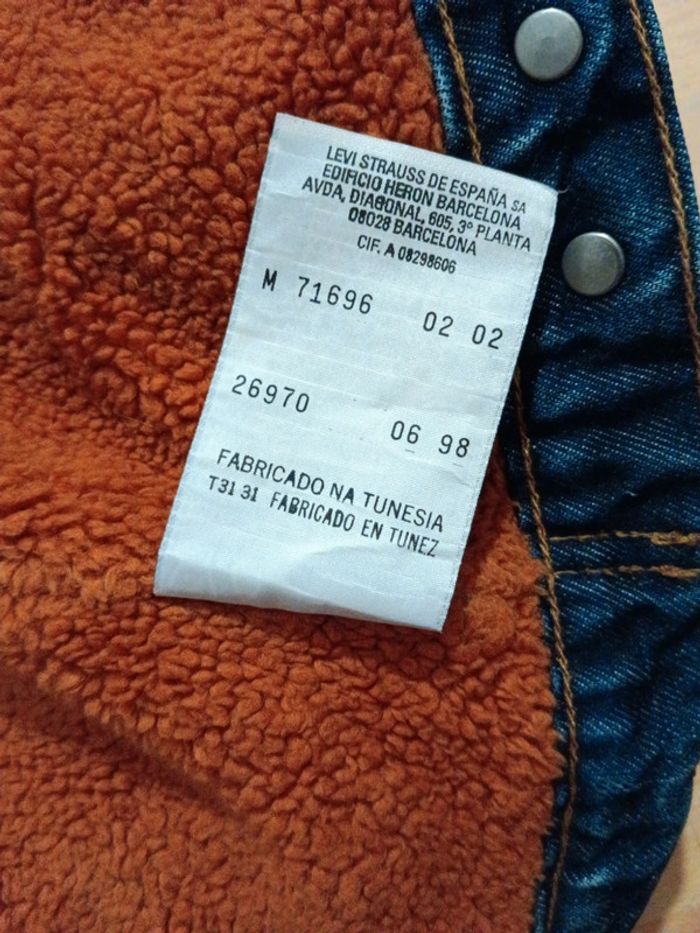 LEVI STRAUSS DE ESPAÑA SA
EDIFICIO HERON BARCELONA
AVDA, DIAGONAL, 605, 3º PLANTA
08028 BARCELONA
CIF. A 08298606
M 71696 02 02
26970 06 98
FABRICADO NA TUNESIA
T31 31 FABRICADO EN TUNEZ